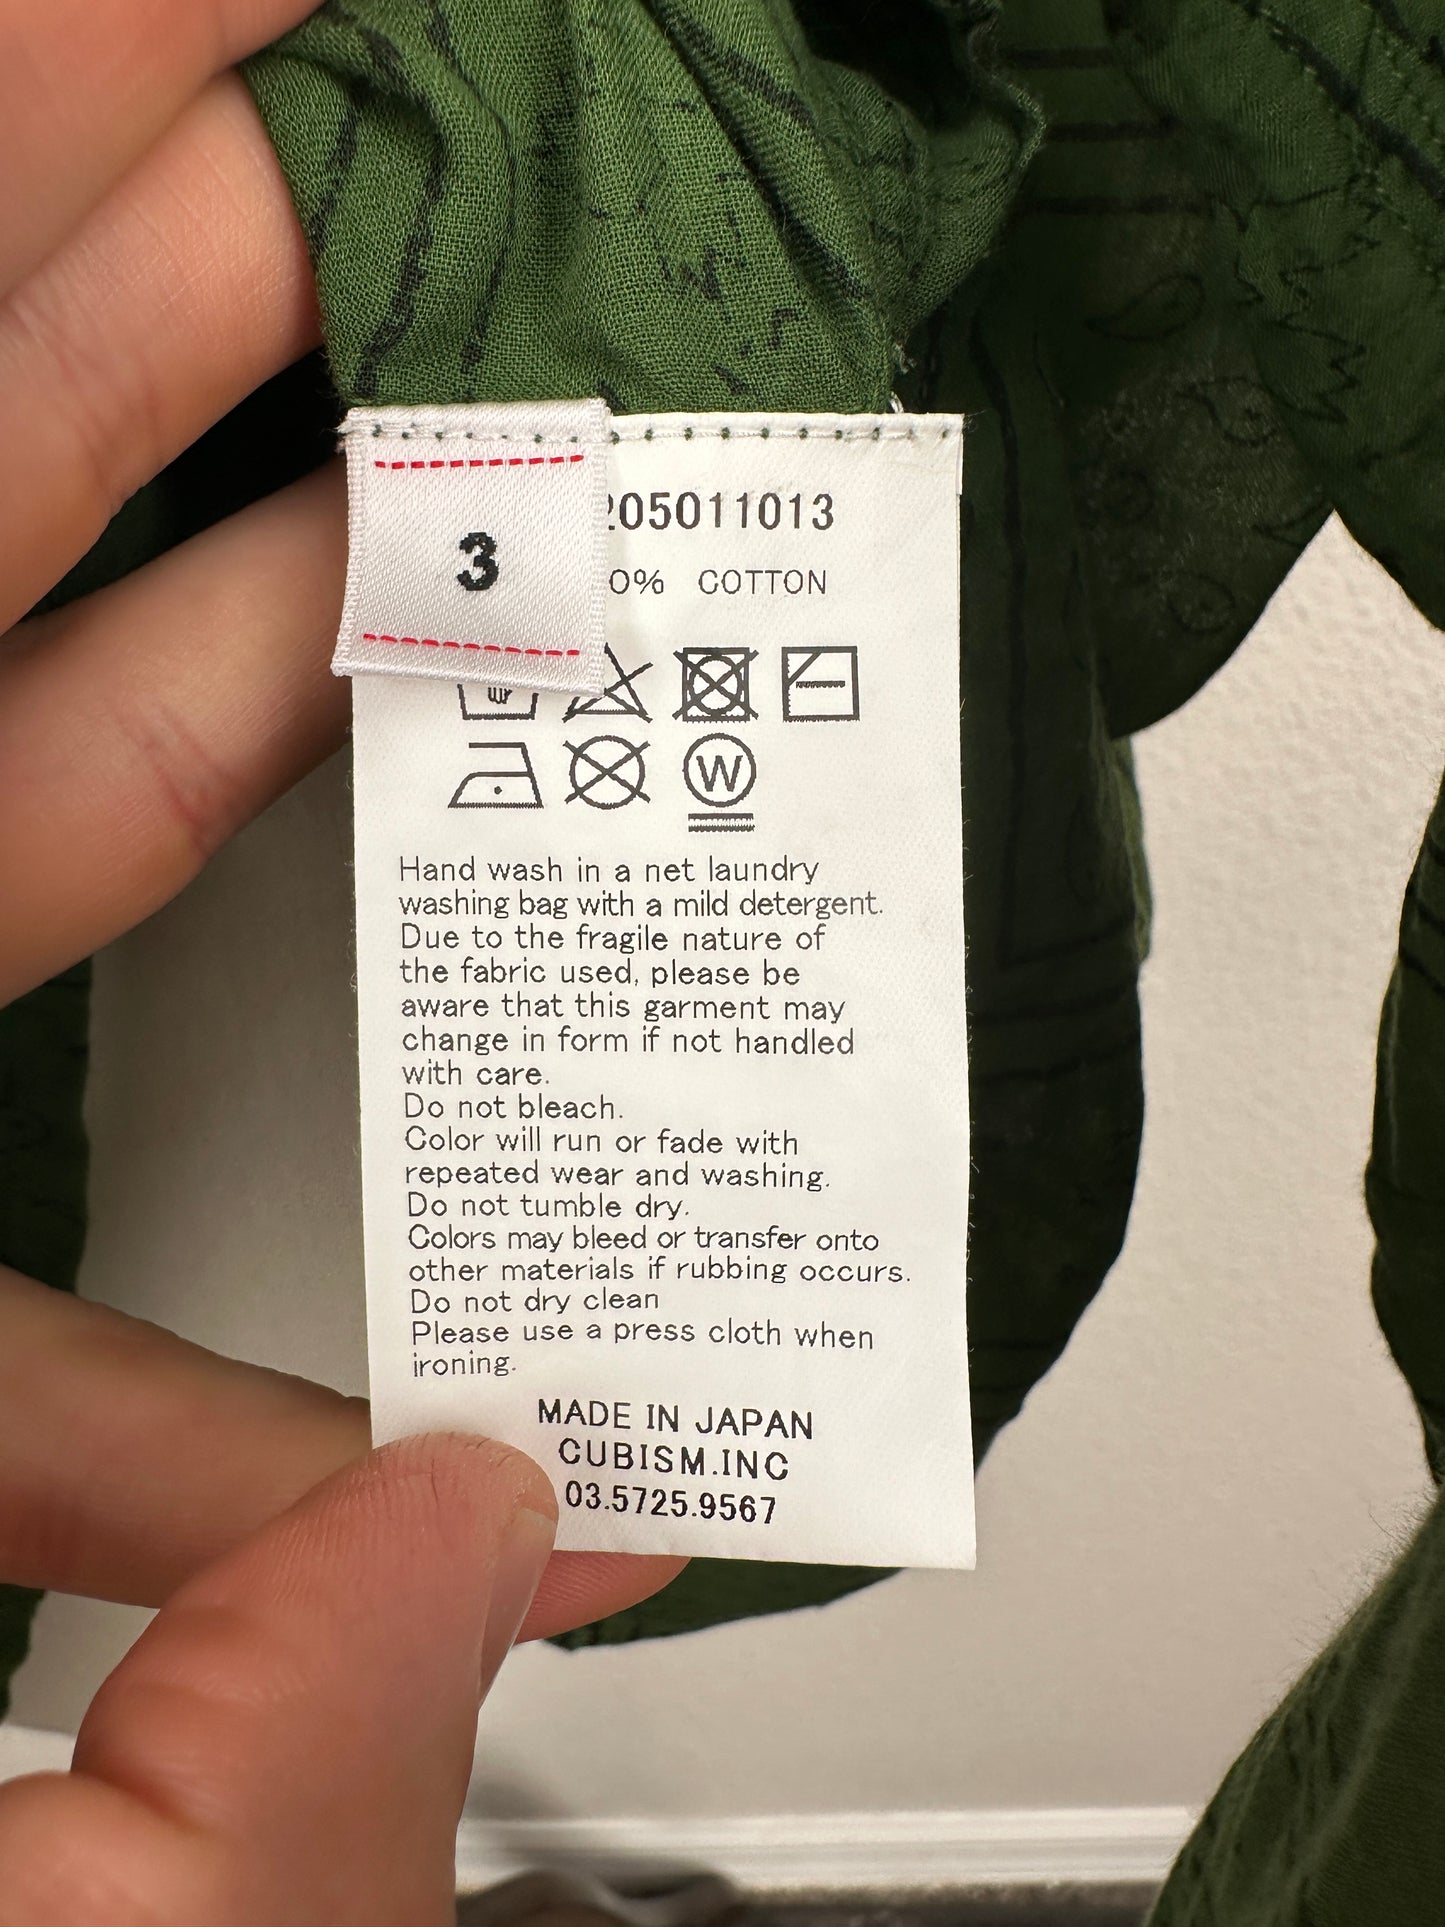 3
205011013
0% COTTON
W
Hand wash in a net laundry
washing bag with a mild detergent.
Due to the fragile nature of
the fabric used, please be
aware that this garment may
change in form if not handled
with care.
Do not bleach.
Color will run or fade with
repeated wear and washing.
Do not tumble dry.
Colors may bleed or transfer onto
other materials if rubbing occurs.
Do not dry clean
Please use a press cloth when
ironing.
MADE IN JAPAN
CUBISM.INC
03.5725.9567